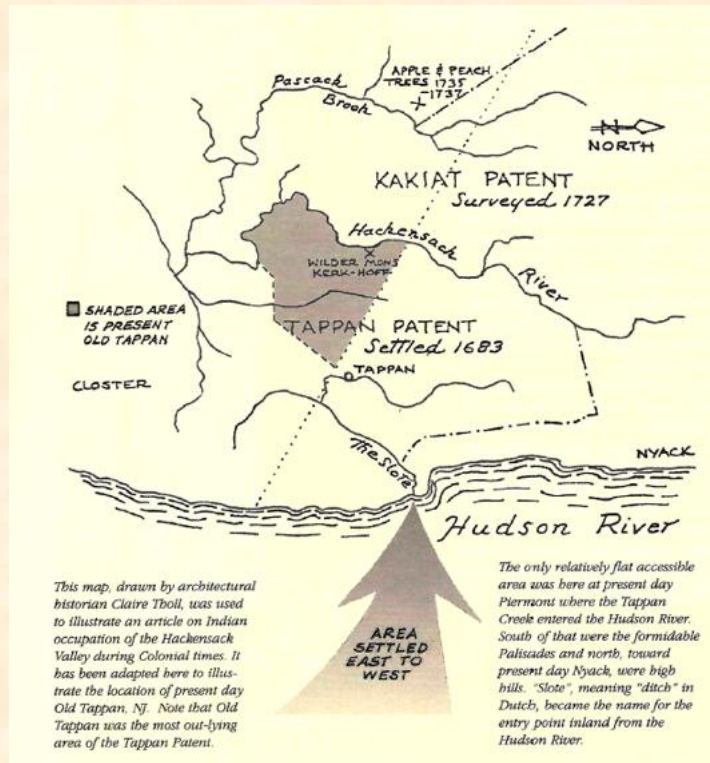 Pascack
Brook
APPLE & PEACH
TREES 1735
-1737
NORTH
KAKIAT PATENT
Surveyed 1727
Hackensack
River
WILDER MONS
KERK-HOFF
SHADED AREA
IS PRESENT
OLD TAPPAN
TAPPAN PATENT
Settled 1683
TAPPAN
CLOSTER
The Slote
NYACK
Hudson River
This map, drawn by architectural
historian Claire Tholl, was used
to illustrate an article on Indian
occupation of the Hackensack
Valley during Colonial times. It
has been adapted here to illus-
trate the location of present day
Old Tappan, NJ. Note that Old
Tappan was the most out-lying
area of the Tappan Patent.
AREA
SETTLED
EAST TO
WEST
The only relatively flat accessible
area was here at present day
Piermont where the Tappan
Creek entered the Hudson River.
South of that were the formidable
Palisades and north, toward
present day Nyack, were high
hills. "Slote", meaning "ditch" in
Dutch, became the name for the
entry point inland from the
Hudson River.